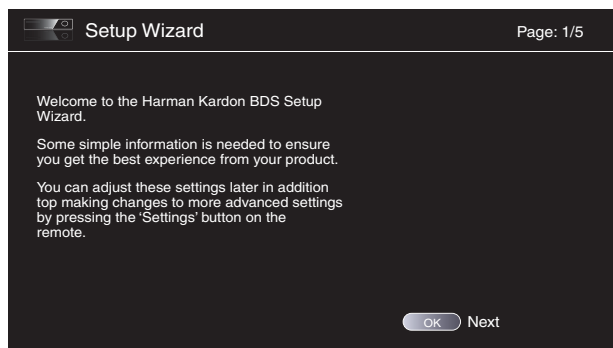 Setup Wizard
Page: 1/5
Welcome to the Harman Kardon BDS Setup
Wizard.
Some simple information is needed to ensure
you get the best experience from your product.
You can adjust these settings later in addition
top making changes to more advanced settings
by pressing the ‘Settings’ button on the
remote.
OK Next